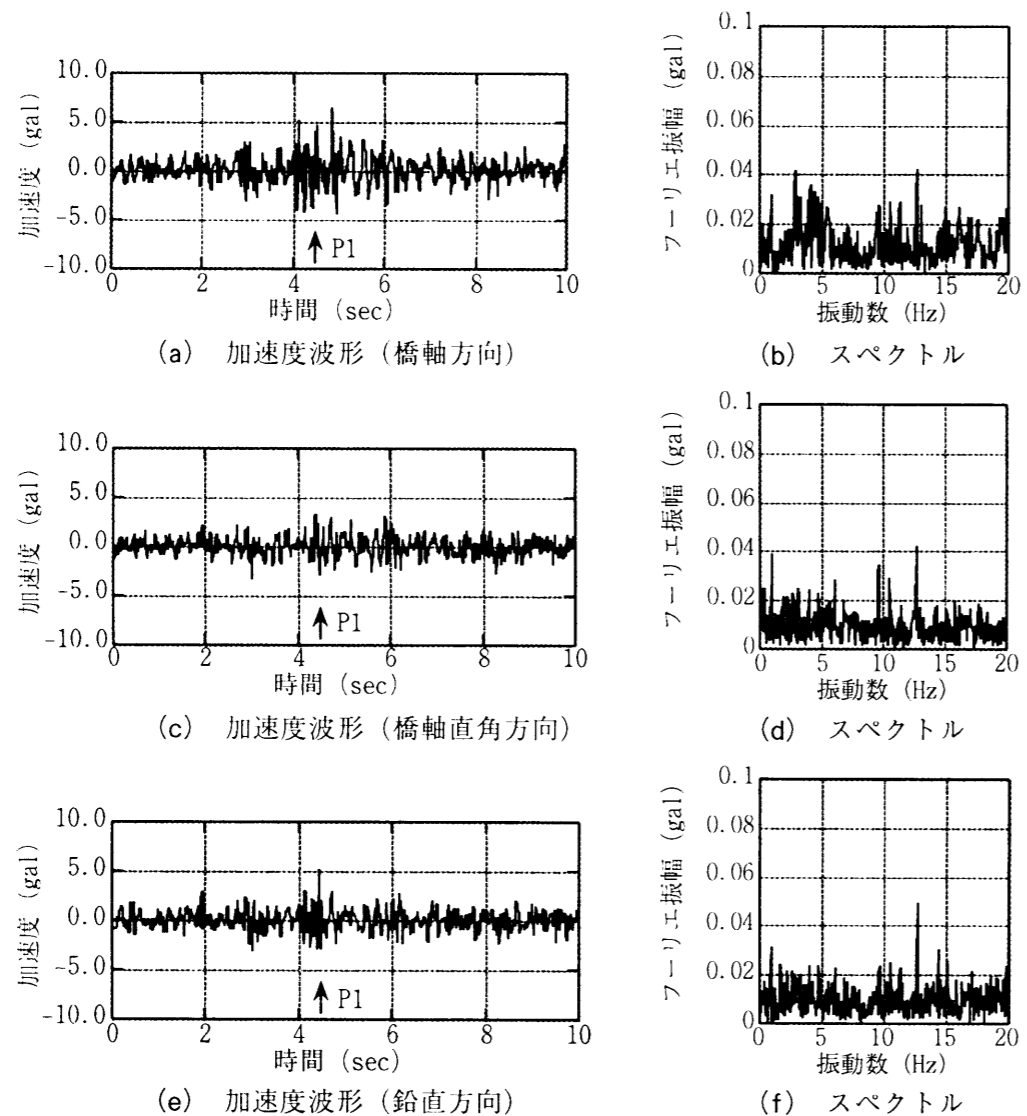 加速度 (gal)
10.0
5.0
0.0
-5.0
-10.0
P1
0 2 4 6 8 10
時間 (sec)
(a) 加速度波形 (橋軸方向)
フーリエ振幅 (gal)
0.1
0.08
0.06
0.04
0.02
0
0 5 10 15 20
振動数 (Hz)
(b) スペクトル
加速度 (gal)
10.0
5.0
0.0
-5.0
-10.0
P1
0 2 4 6 8 10
時間 (sec)
(c) 加速度波形 (橋軸直角方向)
フーリエ振幅 (gal)
0.1
0.08
0.06
0.04
0.02
0
0 5 10 15 20
振動数 (Hz)
(d) スペクトル
加速度 (gal)
10.0
5.0
0.0
-5.0
-10.0
P1
0 2 4 6 8 10
時間 (sec)
(e) 加速度波形 (鉛直方向)
フーリエ振幅 (gal)
0.1
0.08
0.06
0.04
0.02
0
0 5 10 15 20
振動数 (Hz)
(f) スペクトル